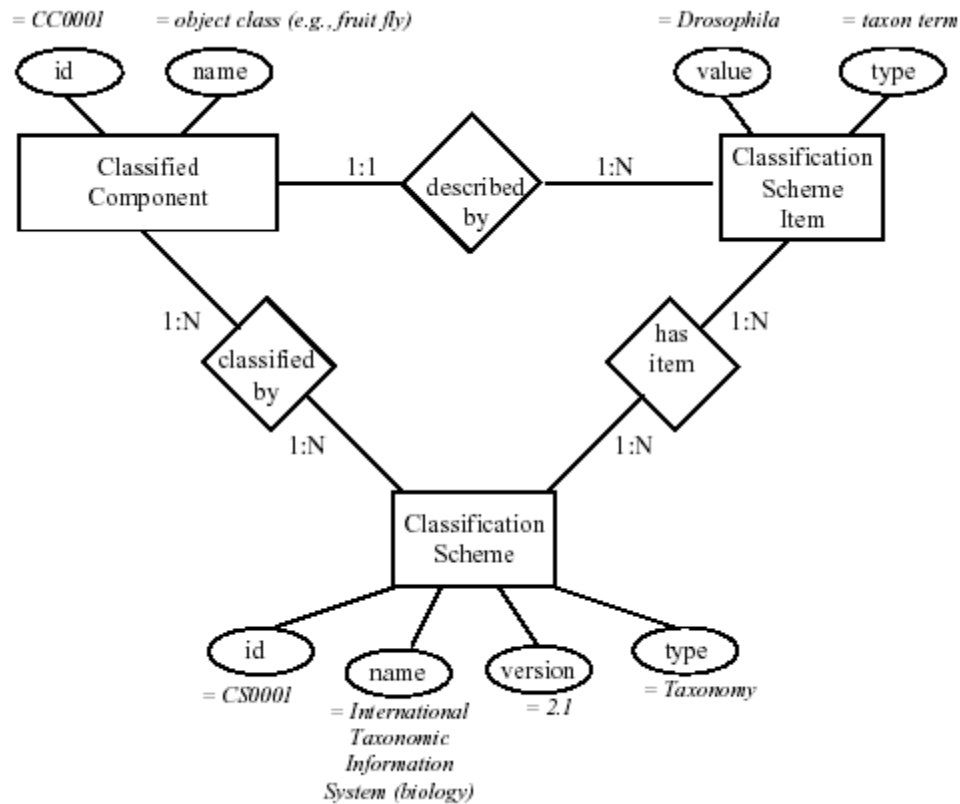 = CC0001
= object class (e.g., fruit fly)
= Drosophila
= taxon term
id
name
value
type
Classified
Component
1:1
described
by
1:N
Classification
Scheme
Item
1:N
classified
by
1:N
has
item
1:N
1:N
Classification
Scheme
id
name
version
type
= CS0001
= International
Taxonomic
Information
System (biology)
= 2.1
= Taxonomy